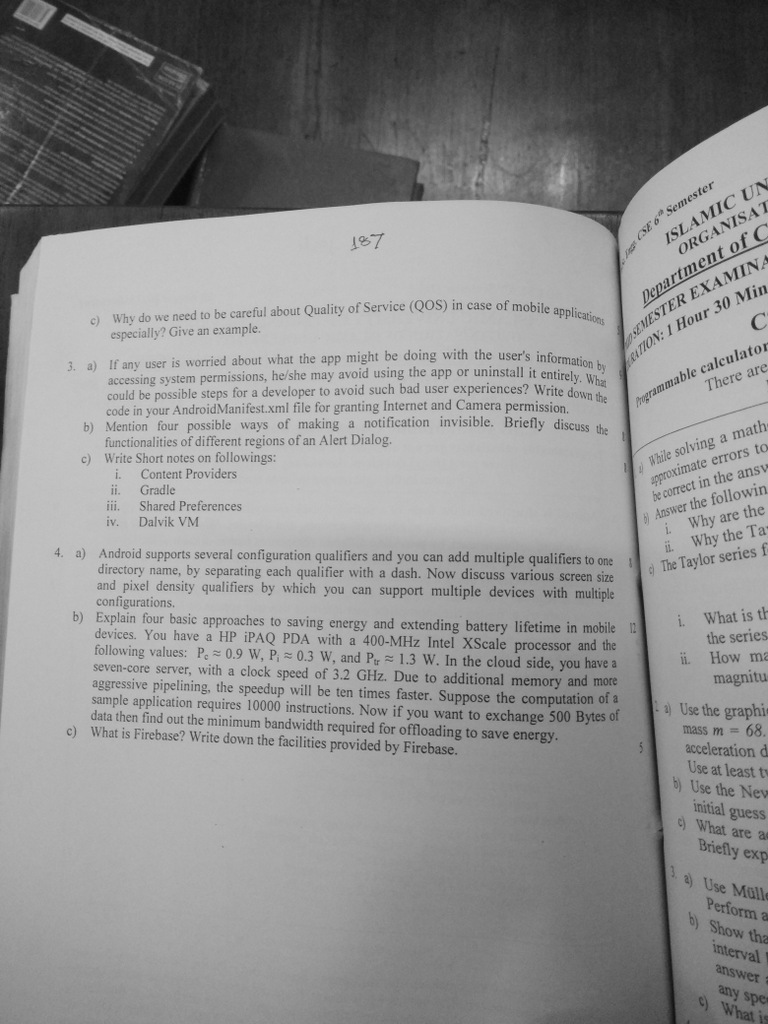 187
c) Why do we need to be careful about Quality of Service (QOS) in case of mobile applications
especially? Give an example.
3. a) If any user is worried about what the app might be doing with the user's information by
accessing system permissions, he/she may avoid using the app or uninstall it entirely. What
could be possible steps for a developer to avoid such bad user experiences? Write down the
code in your AndroidManifest.xml file for granting Internet and Camera permission.
b) Mention four possible ways of making a notification invisible. Briefly discuss the
functionalities of different regions of an Alert Dialog. 8
c) Write Short notes on followings: 8
i. Content Providers
ii. Gradle
iii. Shared Preferences
iv. Dalvik VM
4. a) Android supports several configuration qualifiers and you can add multiple qualifiers to one 8
directory name, by separating each qualifier with a dash. Now discuss various screen size
and pixel density qualifiers by which you can support multiple devices with multiple
configurations.
b) Explain four basic approaches to saving energy and extending battery lifetime in mobile 12
devices. You have a HP iPAQ PDA with a 400-MHz Intel XScale processor and the
following values: Pc ≈ 0.9 W, Pi ≈ 0.3 W, and Ptr ≈ 1.3 W. In the cloud side, you have a
seven-core server, with a clock speed of 3.2 GHz. Due to additional memory and more
aggressive pipelining, the speedup will be ten times faster. Suppose the computation of a
sample application requires 10000 instructions. Now if you want to exchange 500 Bytes of
data then find out the minimum bandwidth required for offloading to save energy.
c) What is Firebase? Write down the facilities provided by Firebase. 5
CSE 6th Semester
ISLAMIC UN
ORGANISAT
Department of C
SEMESTER EXAMINA
1 Hour 30 Min
C
Programmable calculator
There are
a) While solving a math
approximate errors to
be correct in the answ
b) Answer the followin
i. Why are the
ii. Why the Tay
c) The Taylor series f
i. What is th
the series
ii. How ma
magnitu
2. a) Use the graphi
mass m = 68.
acceleration d
Use at least tw
b) Use the New
initial guess
c) What are a
Briefly exp
3. a) Use Mülle
Perform a
b) Show tha
interval
answer
any spe
c) What is